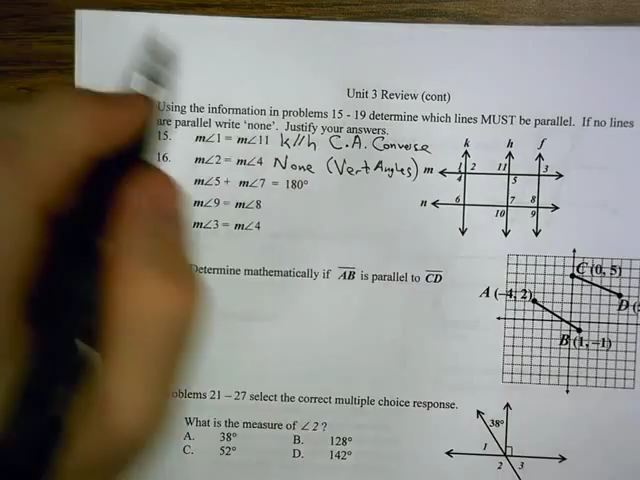 Unit 3 Review (cont)
Using the information in problems 15 - 19 determine which lines MUST be parallel. If no lines
are parallel write 'none'. Justify your answers.
15. m∠1 = m∠11 k//h C.A. Converse
16. m∠2 = m∠4 None (Vert Angles)
m∠5 + m∠7 = 180°
m∠9 = m∠8
m∠3 = m∠4
k h f
m 1 2 11 3
4 5
n 6 7 8
10 9
Determine mathematically if AB is parallel to CD
C (0, 5)
A (-4, 2)
D
B (1, -1)
oblems 21 – 27 select the correct multiple choice response.
What is the measure of ∠2?
A. 38° B. 128°
C. 52° D. 142°
38°
1
2 3